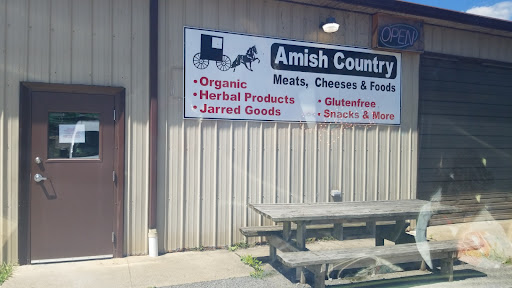 OPEN
Amish Country
Meats, Cheeses & Foods
• Organic
• Herbal Products
• Jarred Goods
• Glutenfree
• Snacks & More